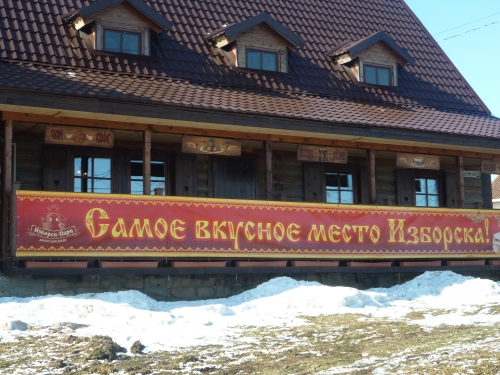 Изборск-Парк
Самое вкусное место Изборска!